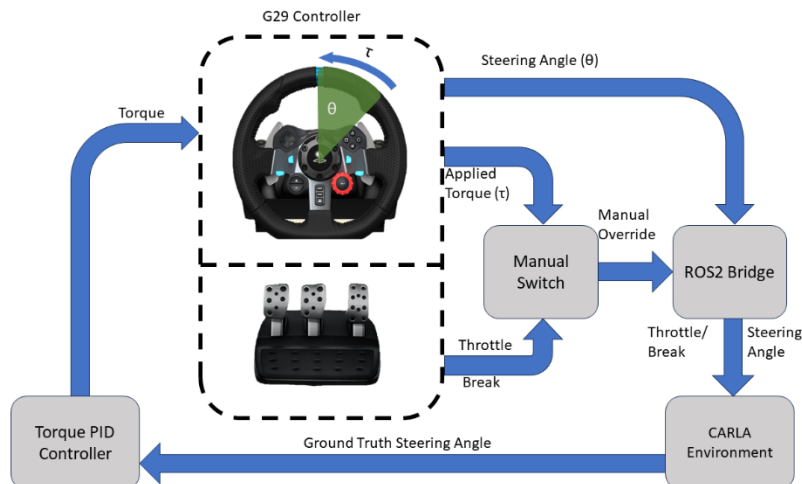 G29 Controller
τ
Steering Angle (θ)
θ
Torque
Applied
Torque (τ)
Manual
Override
Manual
Switch
ROS2 Bridge
Throttle
Break
Throttle/
Break
Steering
Angle
Torque PID
Controller
Ground Truth Steering Angle
CARLA
Environment